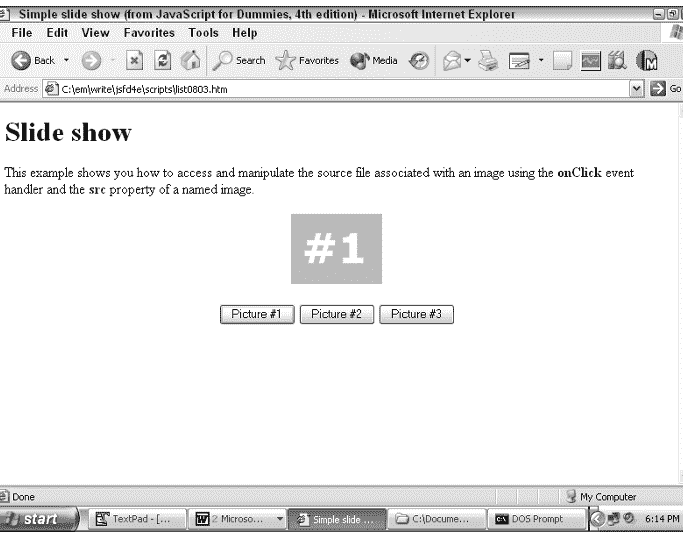 Simple slide show (from JavaScript for Dummies, 4th edition) - Microsoft Internet Explorer
File Edit View Favorites Tools Help
Back Search Favorites Media
Address C:\em\write\jsfd4e\scripts\list0803.htm Go
Slide show
This example shows you how to access and manipulate the source file associated with an image using the onClick event
handler and the src property of a named image.
#1
Picture #1 Picture #2 Picture #3
Done My Computer
start TextPad - [... 2 Microso... Simple slide ... C:\Docume... DOS Prompt 6:14 PM